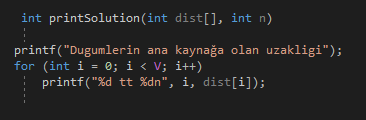 int printSolution(int dist[], int n)
printf("Dugumlerin ana kaynağa olan uzakligi");
for (int i = 0; i < V; i++)
printf("%d tt %dn", i, dist[i]);